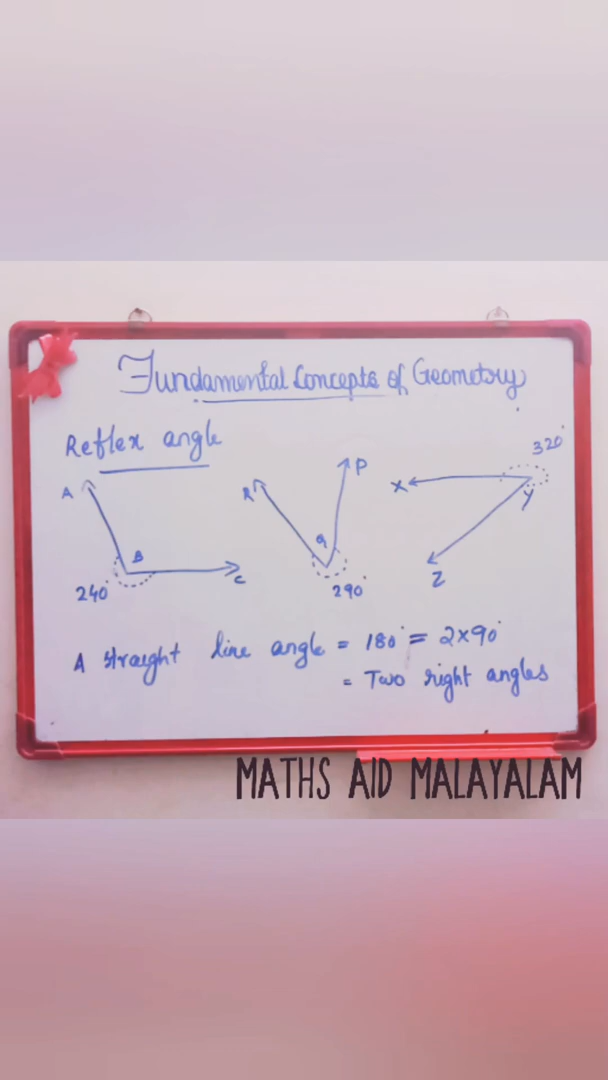 Fundamental Concepts of Geometry
Reflex angle
A
B
C
240°
R
P
q
290°
X
Y
Z
320°
A straight line angle = 180° = 2×90°
= Two right angles
MATHS AID MALAYALAM